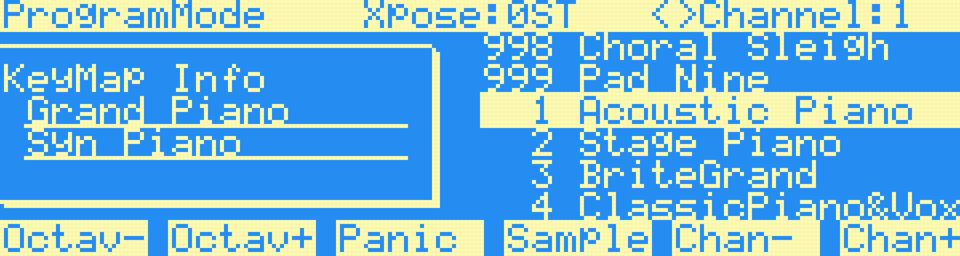 ProgramMode Xpose:0ST <>Channel:1
KeyMap Info
Grand Piano
Syn Piano
998 Choral Sleigh
999 Pad Nine
1 Acoustic Piano
2 Stage Piano
3 BriteGrand
4 ClassicPiano&Vox
Octav- Octav+ Panic Sample Chan- Chan+